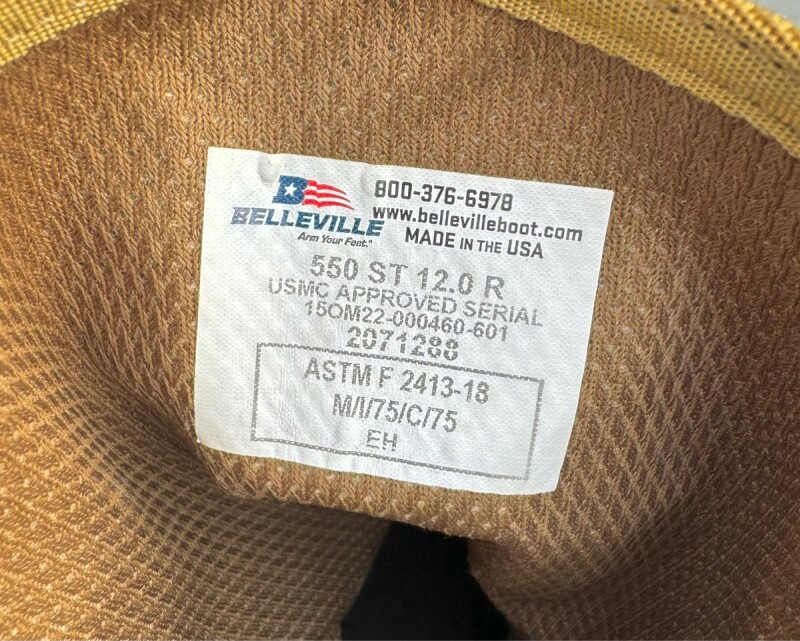 800-376-6978
BELLEVILLE
www.bellevilleboot.com
Arm Your Feet.™
MADE IN THE USA
550 ST 12.0 R
USMC APPROVED SERIAL
15OM22-000460-601
2071288
ASTM F 2413-18
M/I/75/C/75
EH